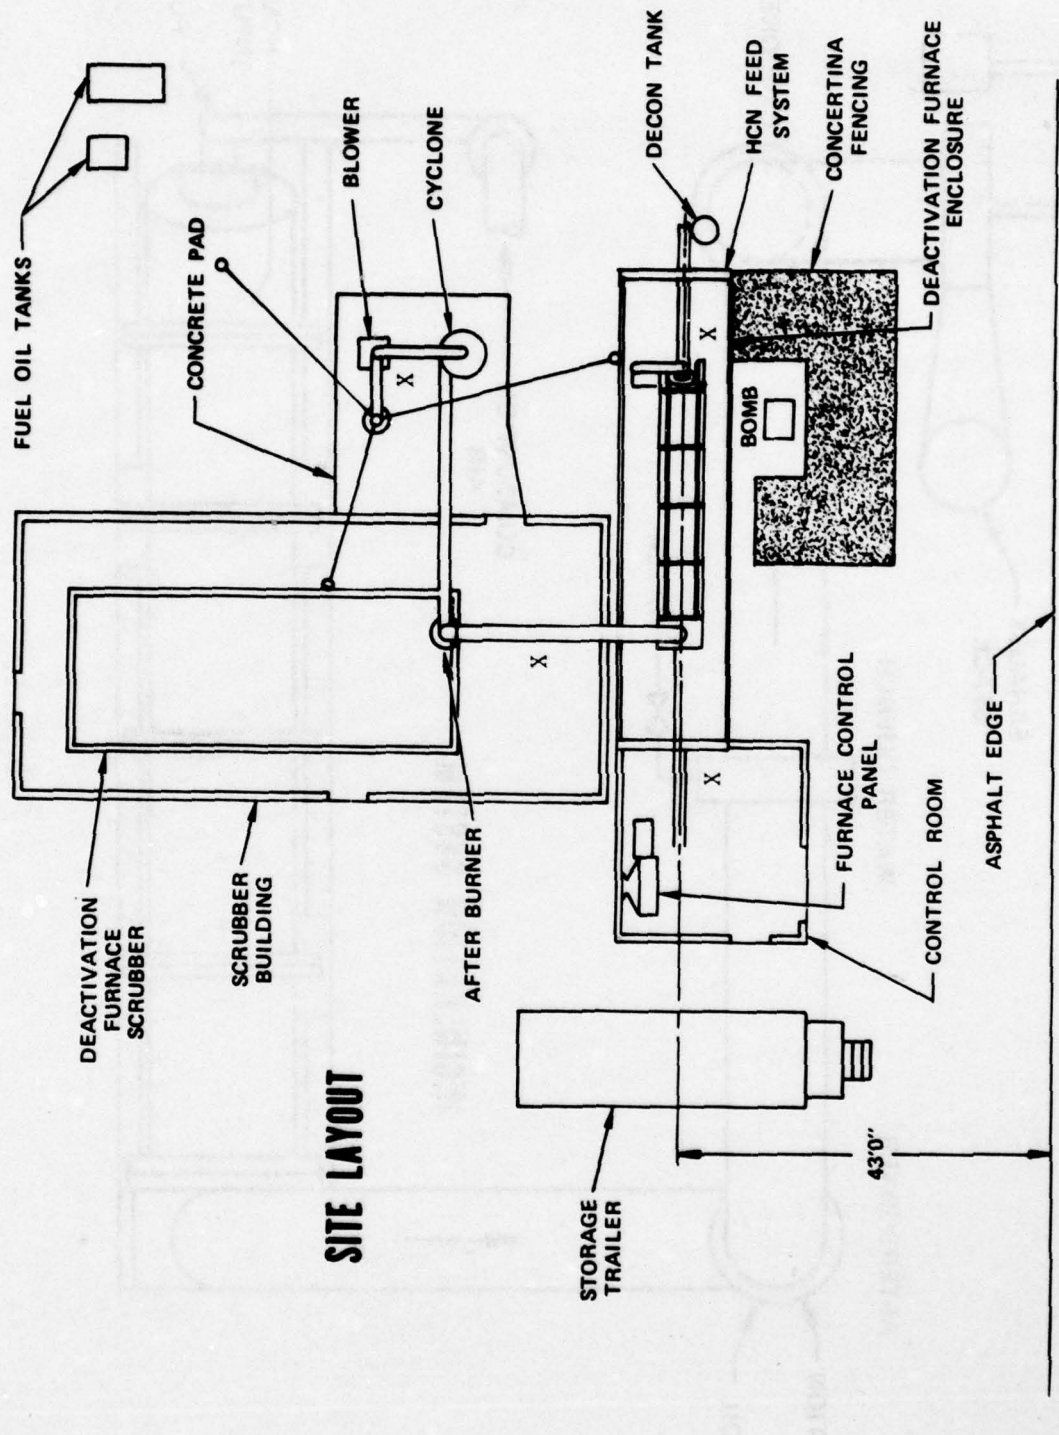 SITE LAYOUT
FUEL OIL TANKS
CONCRETE PAD
BLOWER
CYCLONE
DECON TANK
HCN FEED
SYSTEM
CONCERTINA
FENCING
DEACTIVATION FURNACE
ENCLOSURE
BOMB
X
X
X
X
DEACTIVATION
FURNACE
SCRUBBER
SCRUBBER
BUILDING
AFTER BURNER
FURNACE CONTROL
PANEL
CONTROL ROOM
ASPHALT EDGE
STORAGE
TRAILER
43'0"